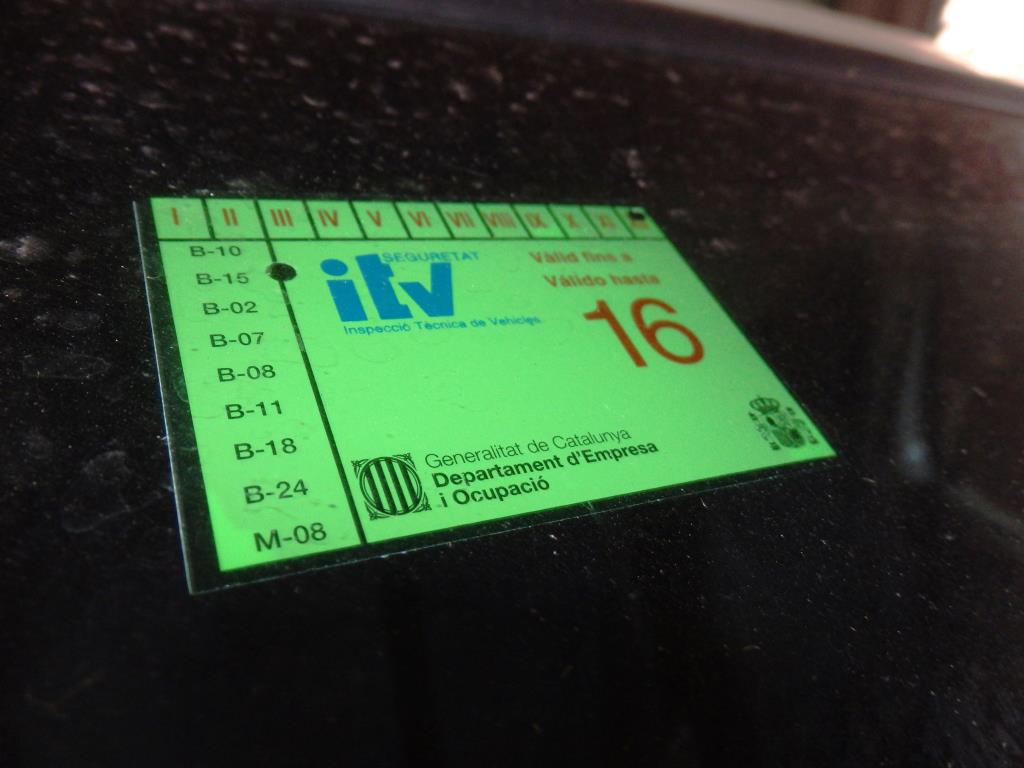 I II III IV V VI VII VIII IX X XI
B-10
B-15
B-02
B-07
B-08
B-11
B-18
B-24
M-08
SEGURETAT
itv
Inspecció Tècnica de Vehicles
Vàlid fins a
Válido hasta
16
Generalitat de Catalunya
Departament d'Empresa
i Ocupació